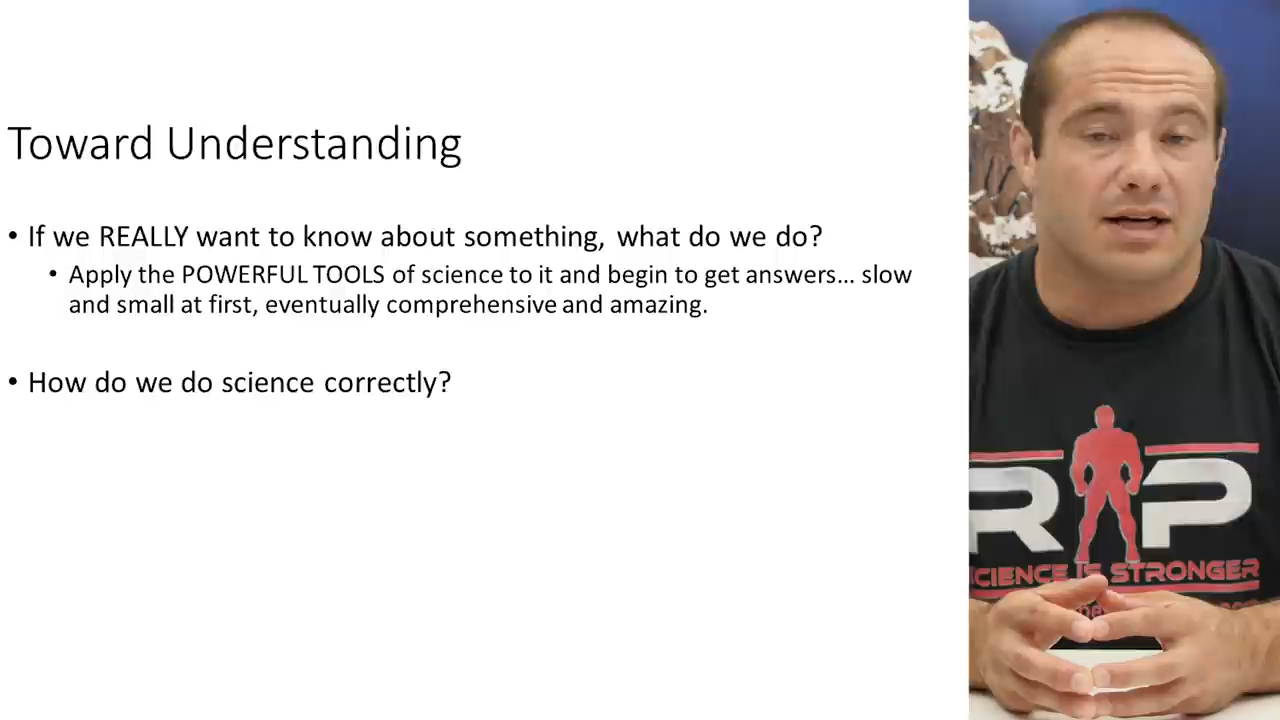 Toward Understanding
• If we REALLY want to know about something, what do we do?
• Apply the POWERFUL TOOLS of science to it and begin to get answers... slow
and small at first, eventually comprehensive and amazing.
• How do we do science correctly?
R P
SCIENCE IS STRONGER